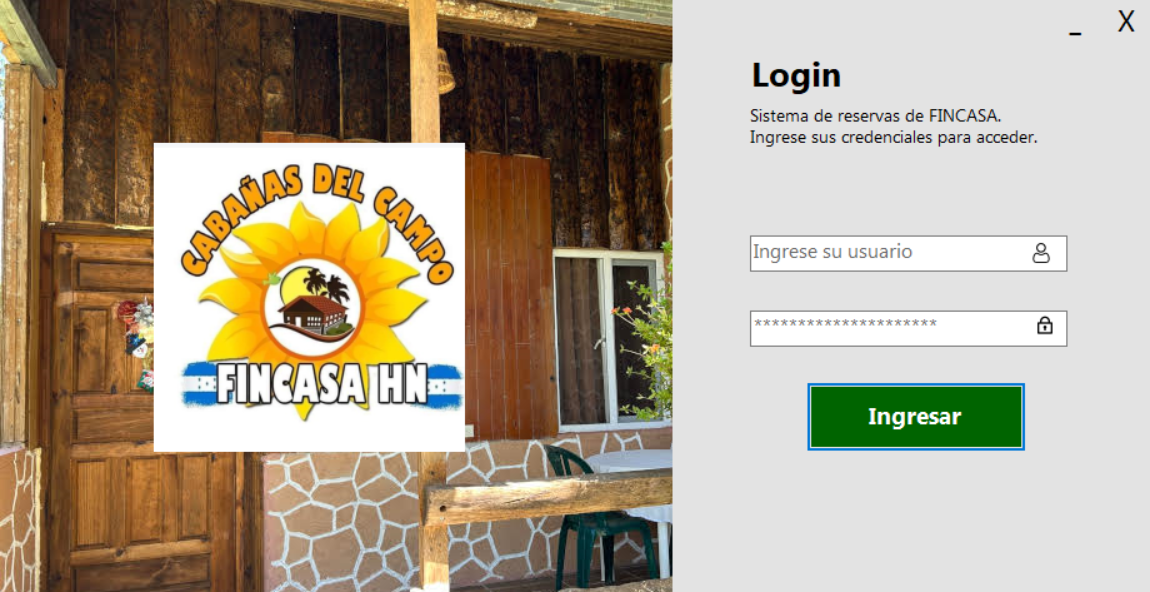 CABAÑAS DEL CAMPO
FINCASA HN
_ X
Login
Sistema de reservas de FINCASA.
Ingrese sus credenciales para acceder.
Ingrese su usuario
*********************
Ingresar